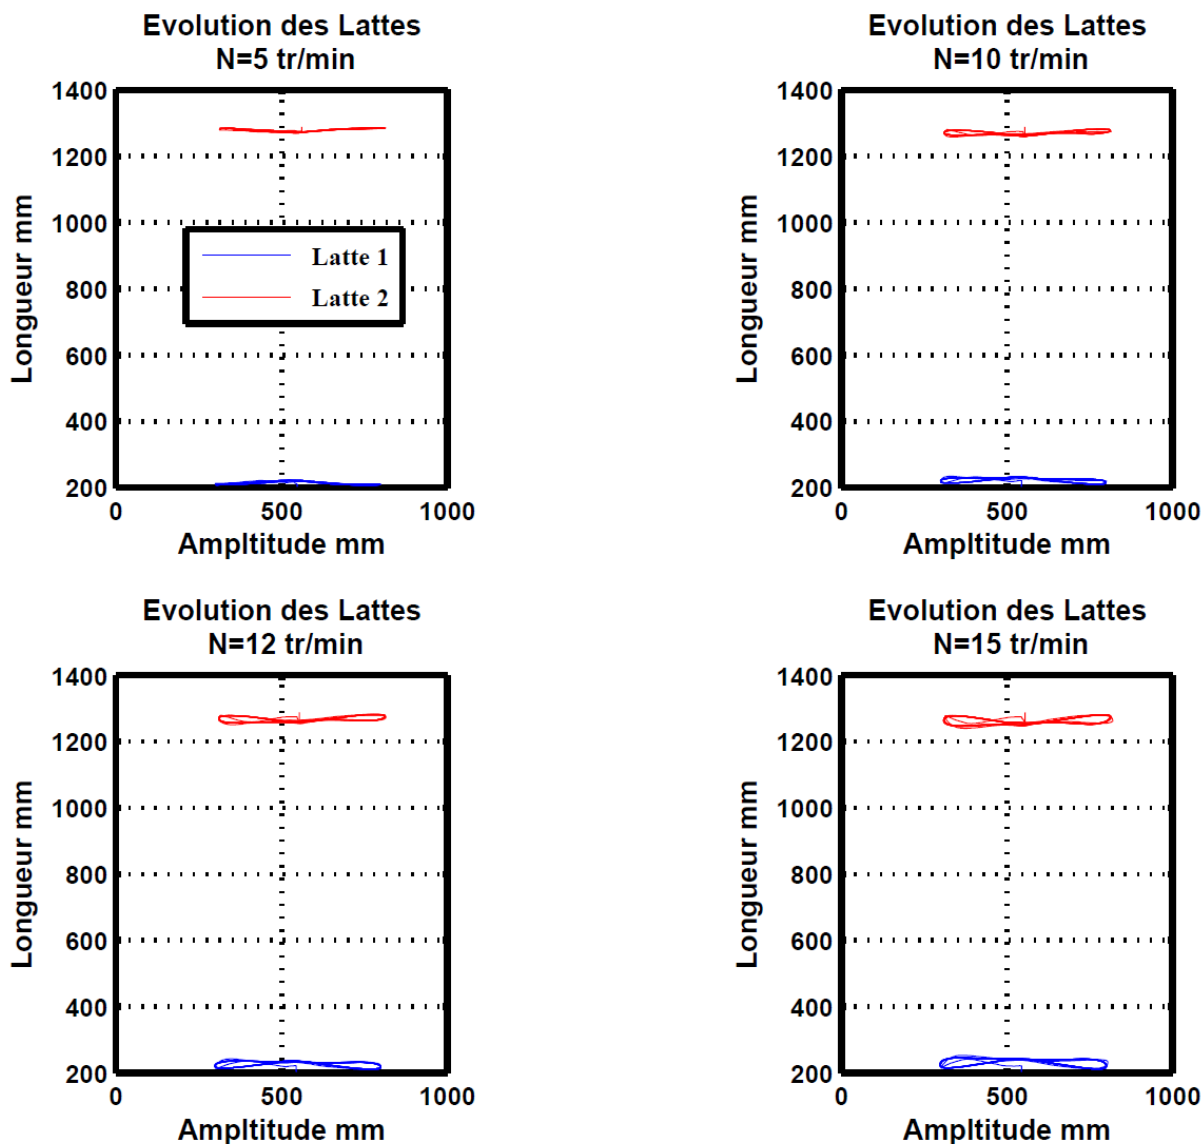 Evolution des Lattes
N=5 tr/min
1400
1200
1000
800
600
400
200
0
500
1000
Longueur mm
Ampltitude mm
Latte 1
Latte 2
Evolution des Lattes
N=10 tr/min
1400
1200
1000
800
600
400
200
0
500
1000
Longueur mm
Ampltitude mm
Evolution des Lattes
N=12 tr/min
1400
1200
1000
800
600
400
200
0
500
1000
Longueur mm
Ampltitude mm
Evolution des Lattes
N=15 tr/min
1400
1200
1000
800
600
400
200
0
500
1000
Longueur mm
Ampltitude mm